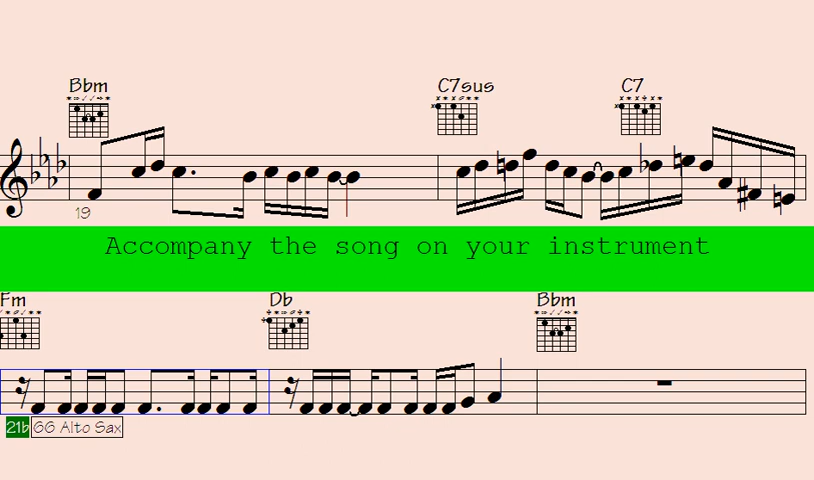 Bbm C7sus C7
19
Accompany the song on your instrument
Fm Db Bbm
21b 66 Alto Sax